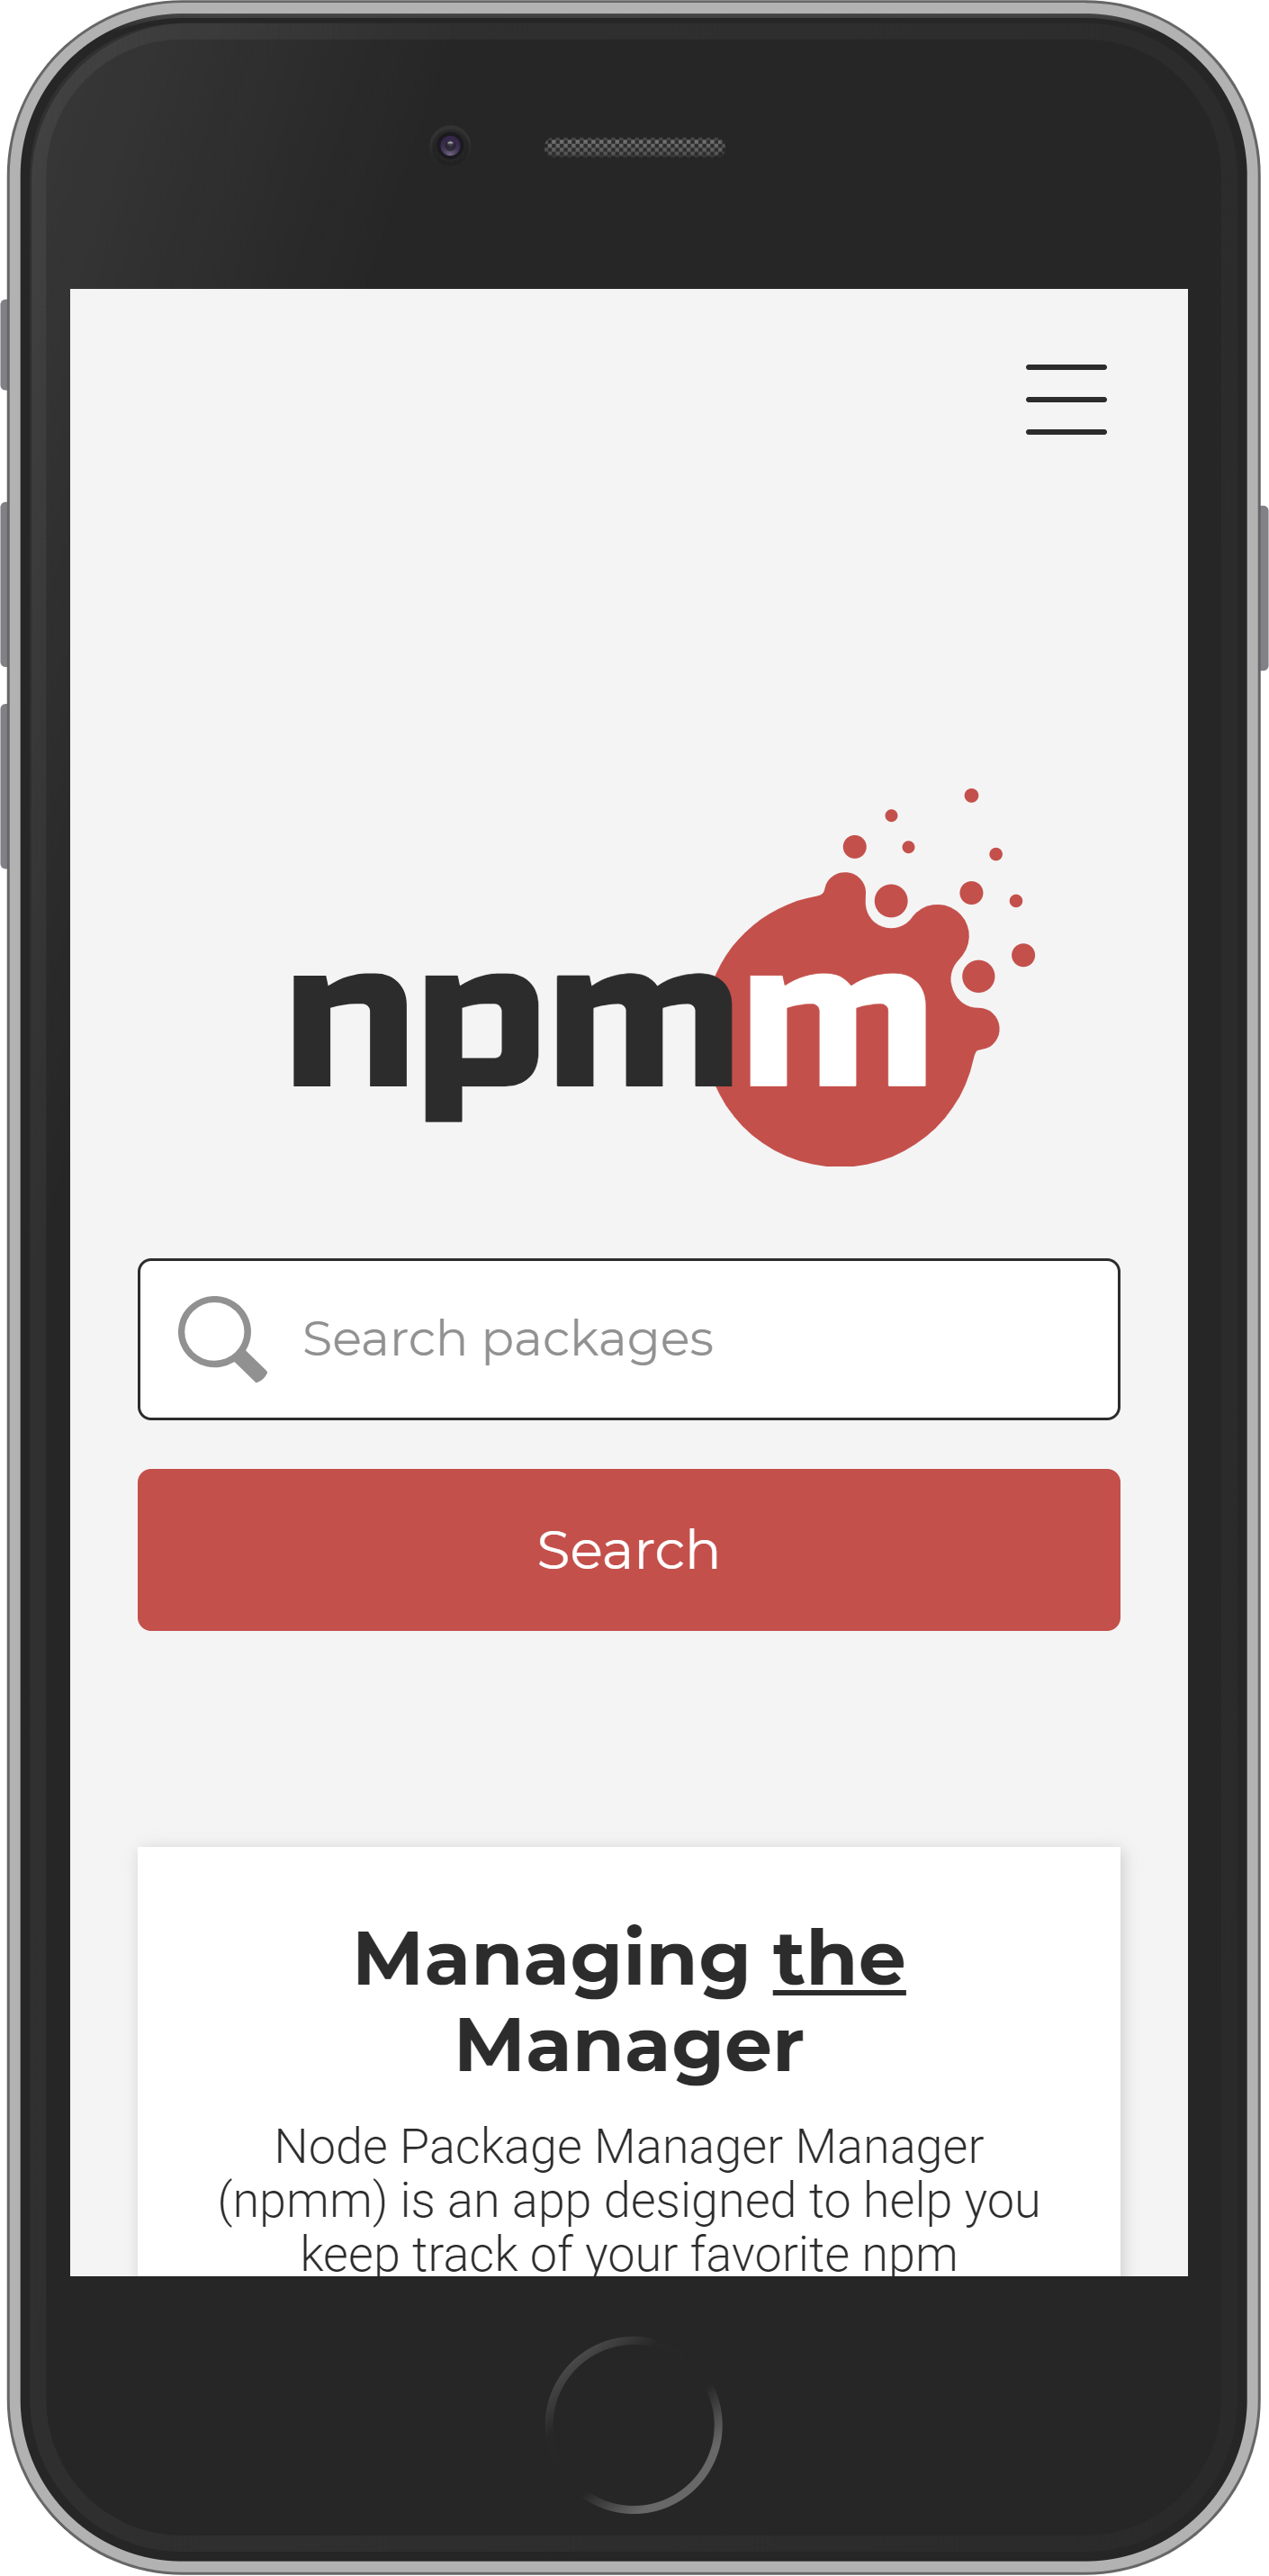 npmm
Search packages
Search
Managing the
Manager
Node Package Manager Manager
(npmm) is an app designed to help you
keep track of your favorite npm